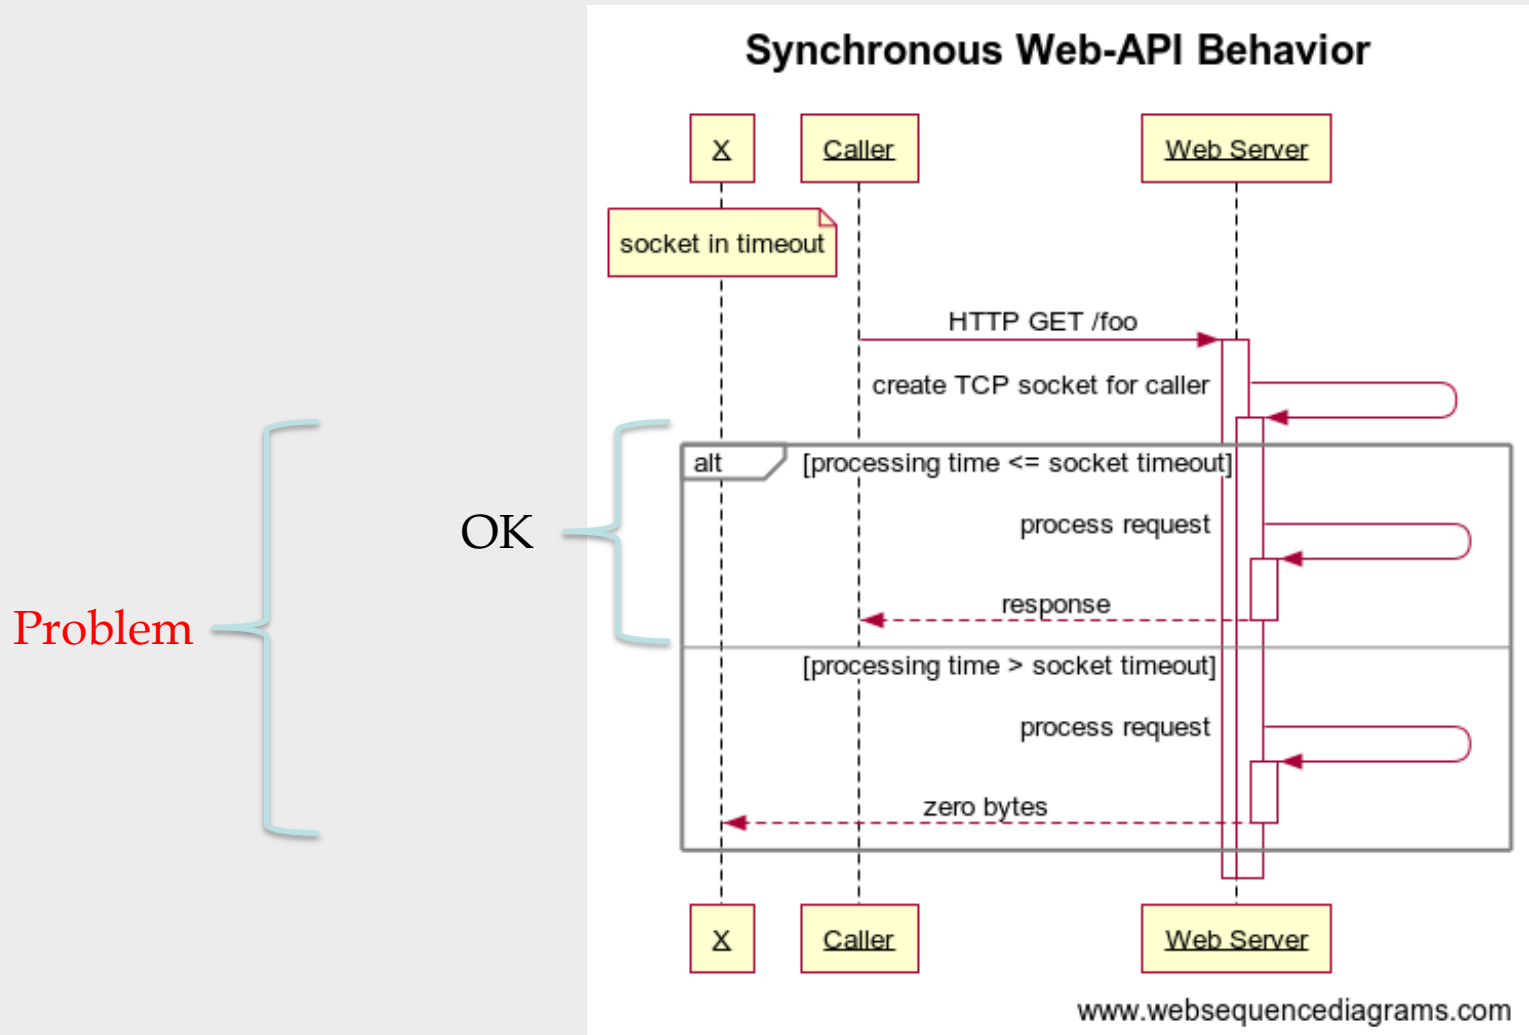 Synchronous Web-API Behavior
X
Caller
Web Server
socket in timeout
HTTP GET /foo
create TCP socket for caller
alt
[processing time <= socket timeout]
process request
OK
response
Problem
[processing time > socket timeout]
process request
zero bytes
X
Caller
Web Server
www.websequencediagrams.com